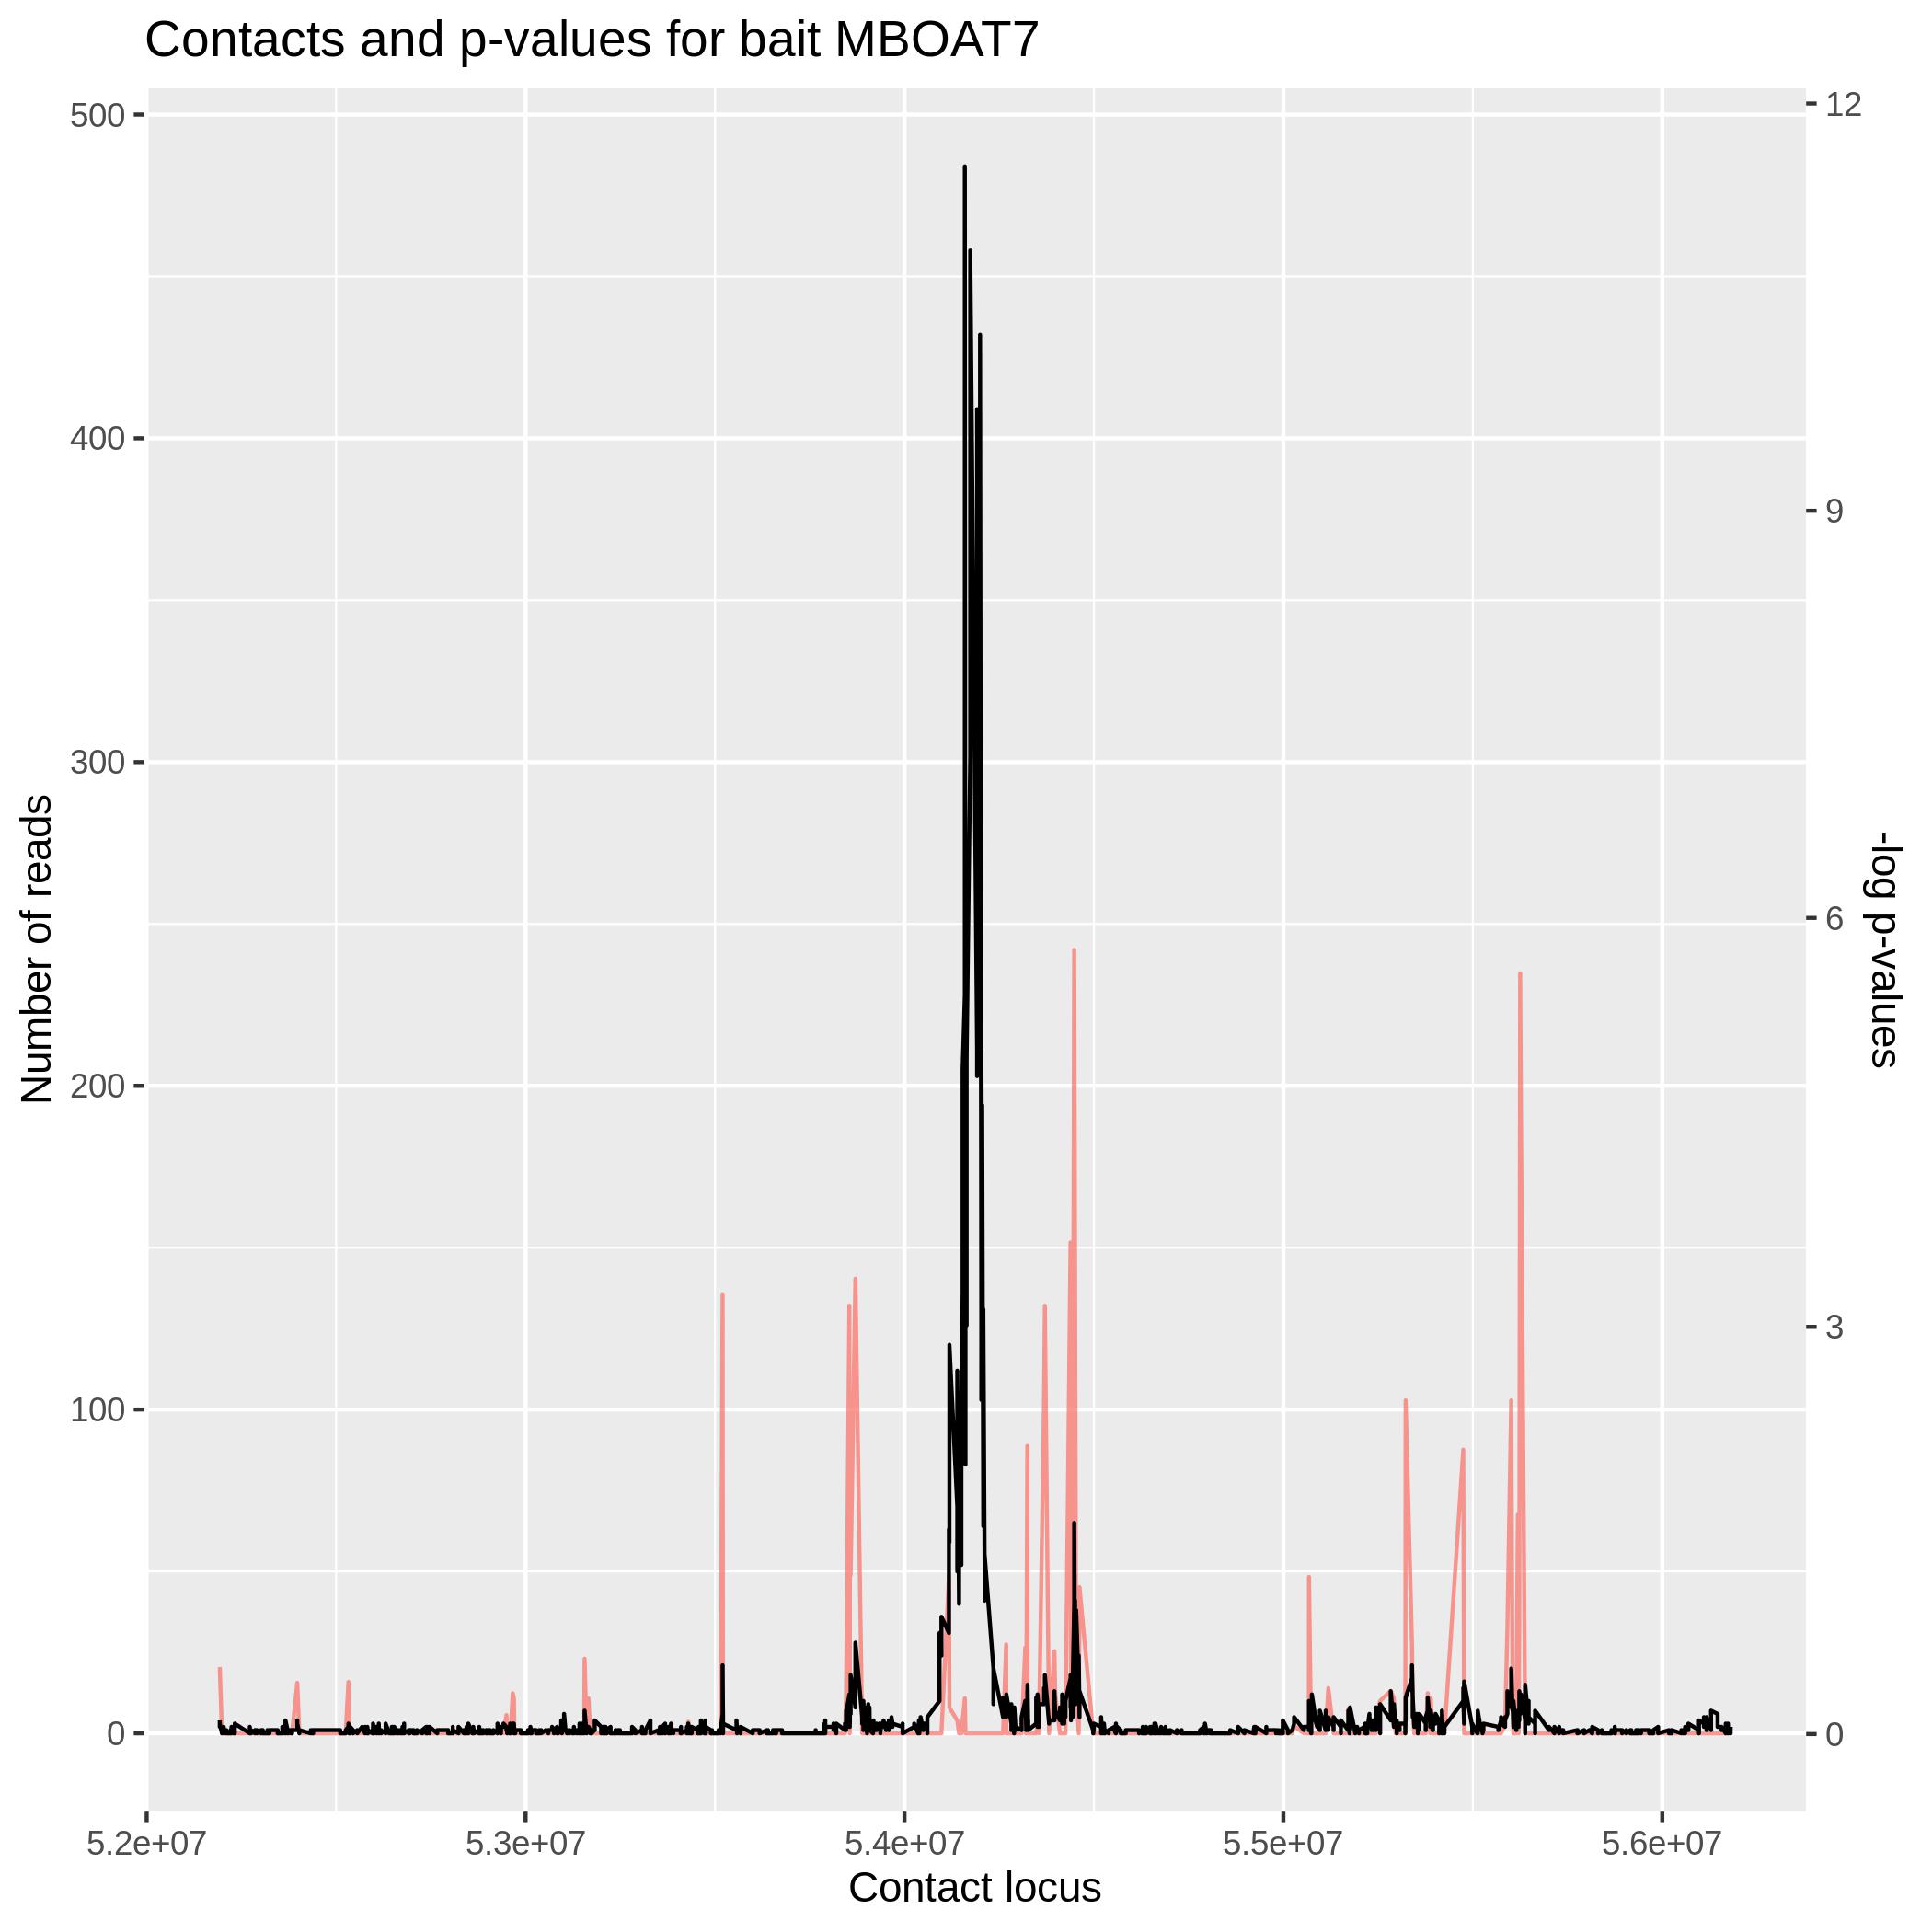 Contacts and p-values for bait MBOAT7
500
400
300
200
100
0
Number of reads
12
9
6
3
0
-log p-values
5.2e+07
5.3e+07
5.4e+07
5.5e+07
5.6e+07
Contact locus